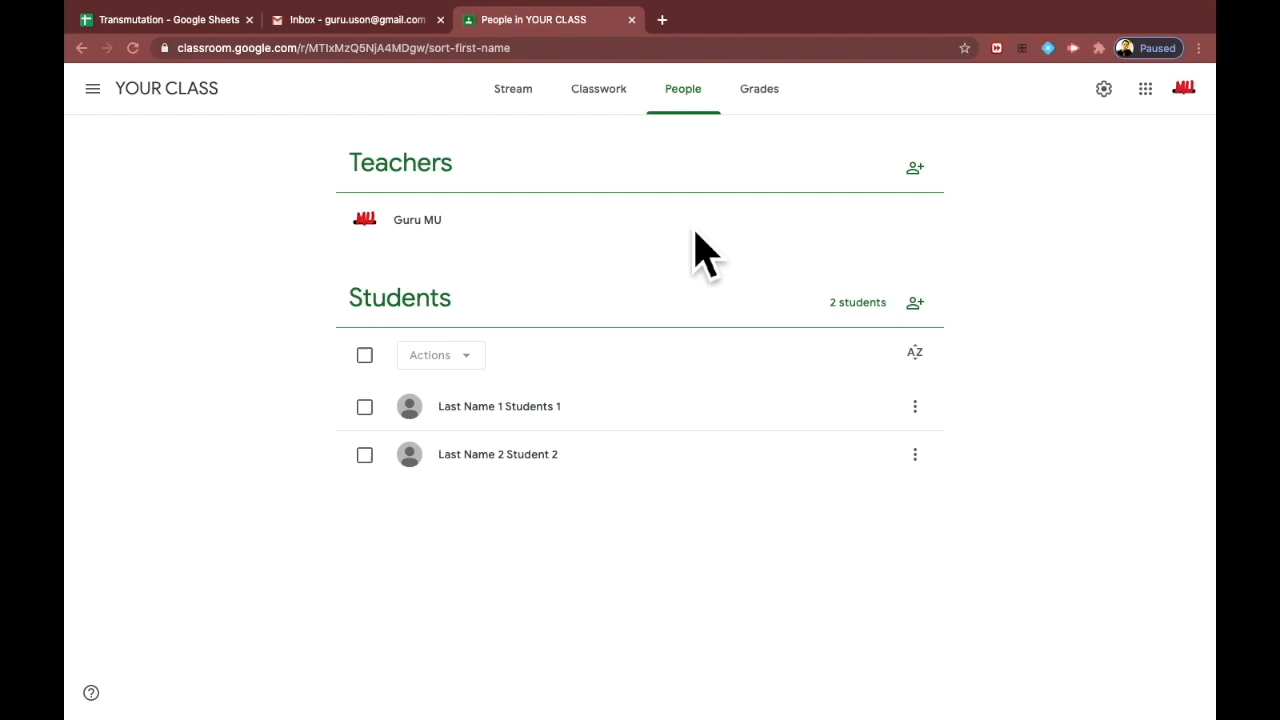 Transmutation - Google Sheets
Inbox - guru.uson@gmail.com
People in YOUR CLASS
classroom.google.com/r/MTIxMzQ5NjA4MDgw/sort-first-name
Paused
YOUR CLASS
Stream
Classwork
People
Grades
MU
Teachers
MU
Guru MU
Students
2 students
Actions
AZ
Last Name 1 Students 1
Last Name 2 Student 2